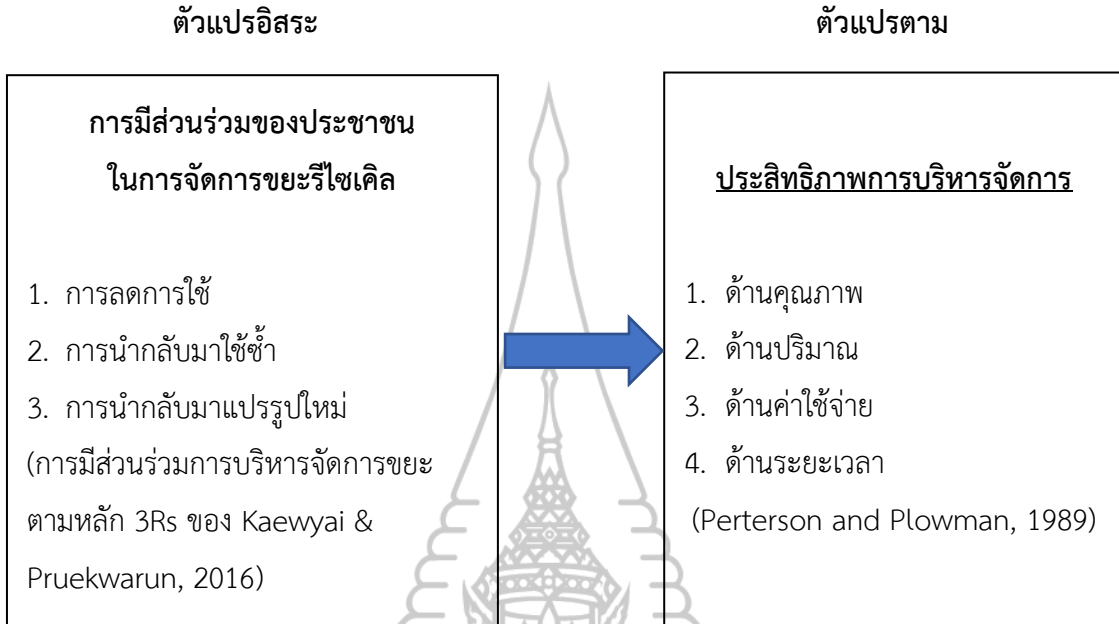 ตัวแปรอิสระ
ตัวแปรตาม
การมีส่วนร่วมของประชาชน
ในการจัดการขยะรีไซเคิล
1. การลดการใช้
2. การนำกลับมาใช้ซ้ำ
3. การนำกลับมาแปรรูปใหม่
(การมีส่วนร่วมการบริหารจัดการขยะ
ตามหลัก 3Rs ของ Kaewyai &
Pruekwarun, 2016)
ประสิทธิภาพการบริหารจัดการ
1. ด้านคุณภาพ
2. ด้านปริมาณ
3. ด้านค่าใช้จ่าย
4. ด้านระยะเวลา
(Perterson and Plowman, 1989)